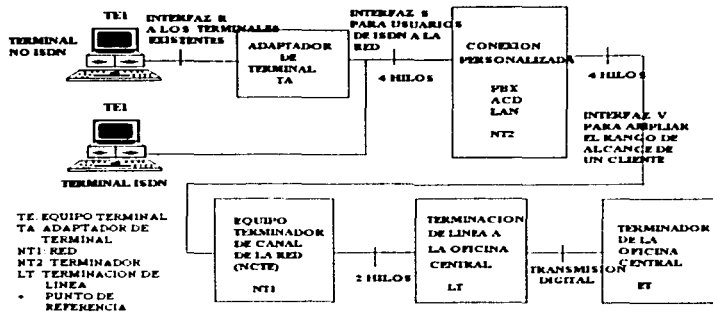 TE1
TERMINAL
NO ISDN
INTERFAZ R
A LOS TERMINALES
EXISTENTES
ADAPTADOR
DE
TERMINAL
TA
INTERFAZ S
PARA USUARIOS
DE ISDN A LA
RED
4 HILOS
CONEXION
PERSONALIZADA
PBX
ACD
LAN
NT2
4 HILOS
INTERFAZ V
PARA AMPLIAR
EL RANGO DE
ALCANCE DE
UN CLIENTE
TE1
TERMINAL ISDN
TE: EQUIPO TERMINAL
TA ADAPTADOR DE
TERMINAL
NT1: RED
NT2 TERMINADOR
LT TERMINACION DE
LINEA
PUNTO DE
REFERENCIA
EQUIPO
TERMINADOR
DE CANAL
DE LA RED
(NCTE)
NT1
2 HILOS
TERMINACION
DE LINEA A
LA OFICINA
CENTRAL
LT
TRANSMISION
DIGITAL
TERMINADOR
DE LA
OFICINA
CENTRAL
ET